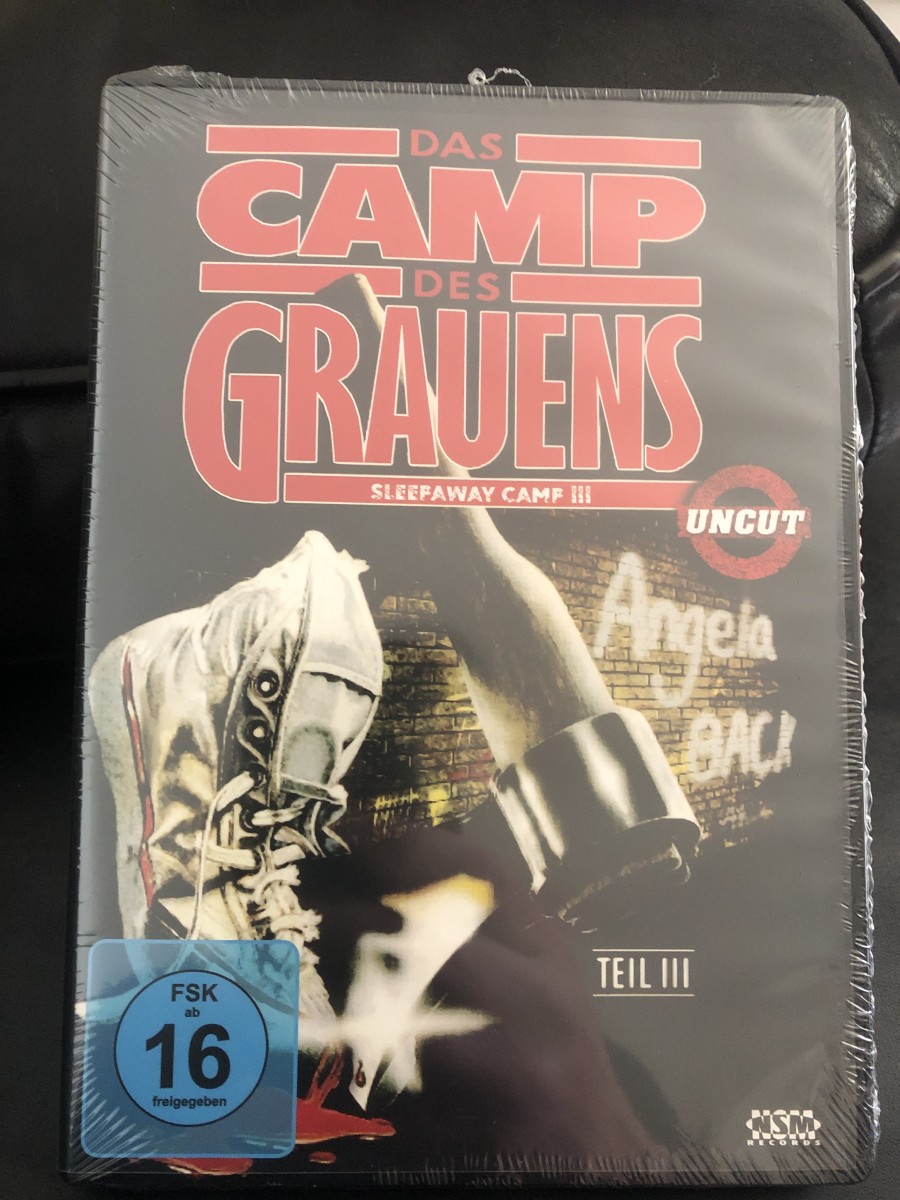 DAS
CAMP
DES
GRAUENS
SLEEPAWAY CAMP III
UNCUT
Angela
BACK
TEIL III
FSK
ab
16
freigegeben
NSM
RECORDS